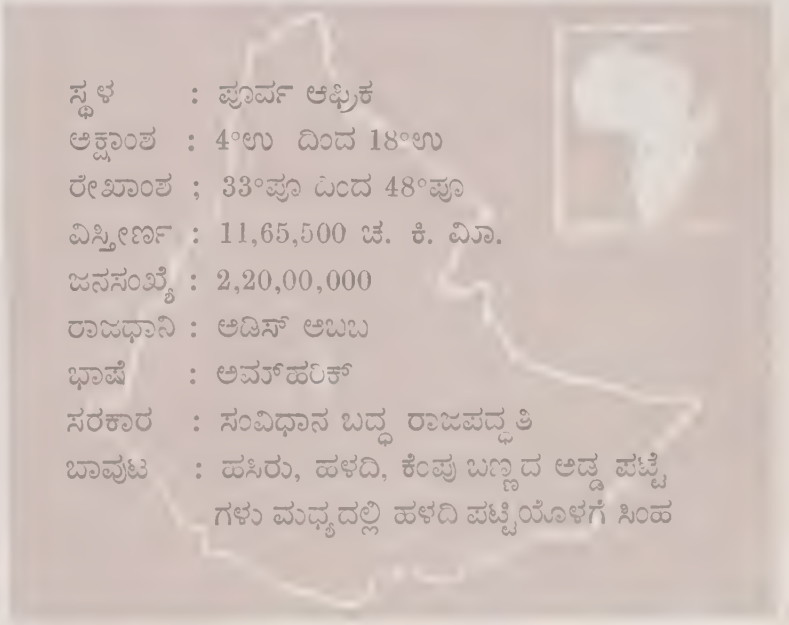 ಸ್ಥಳ : ಪೂರ್ವ ಆಫ್ರಿಕ
ಅಕ್ಷಾಂಶ : 4°ಉ ದಿಂದ 18°ಉ
ರೇಖಾಂಶ ; 33°ಪೂ ದಿಂದ 48°ಪೂ
ವಿಸ್ತೀರ್ಣ : 11,65,500 ಚ. ಕಿ. ಮೀ.
ಜನಸಂಖ್ಯೆ : 2,20,00,000
ರಾಜಧಾನಿ : ಅಡಿಸ್ ಅಬಬ
ಭಾಷೆ : ಅಮ್‌ಹರಿಕ್
ಸರಕಾರ : ಸಂವಿಧಾನ ಬದ್ಧ ರಾಜಪದ್ಧತಿ
ಬಾವುಟ : ಹಸಿರು, ಹಳದಿ, ಕೆಂಪು ಬಣ್ಣದ ಅಡ್ಡ ಪಟ್ಟೆ
ಗಳು ಮಧ್ಯದಲ್ಲಿ ಹಳದಿ ಪಟ್ಟಿಯೊಳಗೆ ಸಿಂಹ